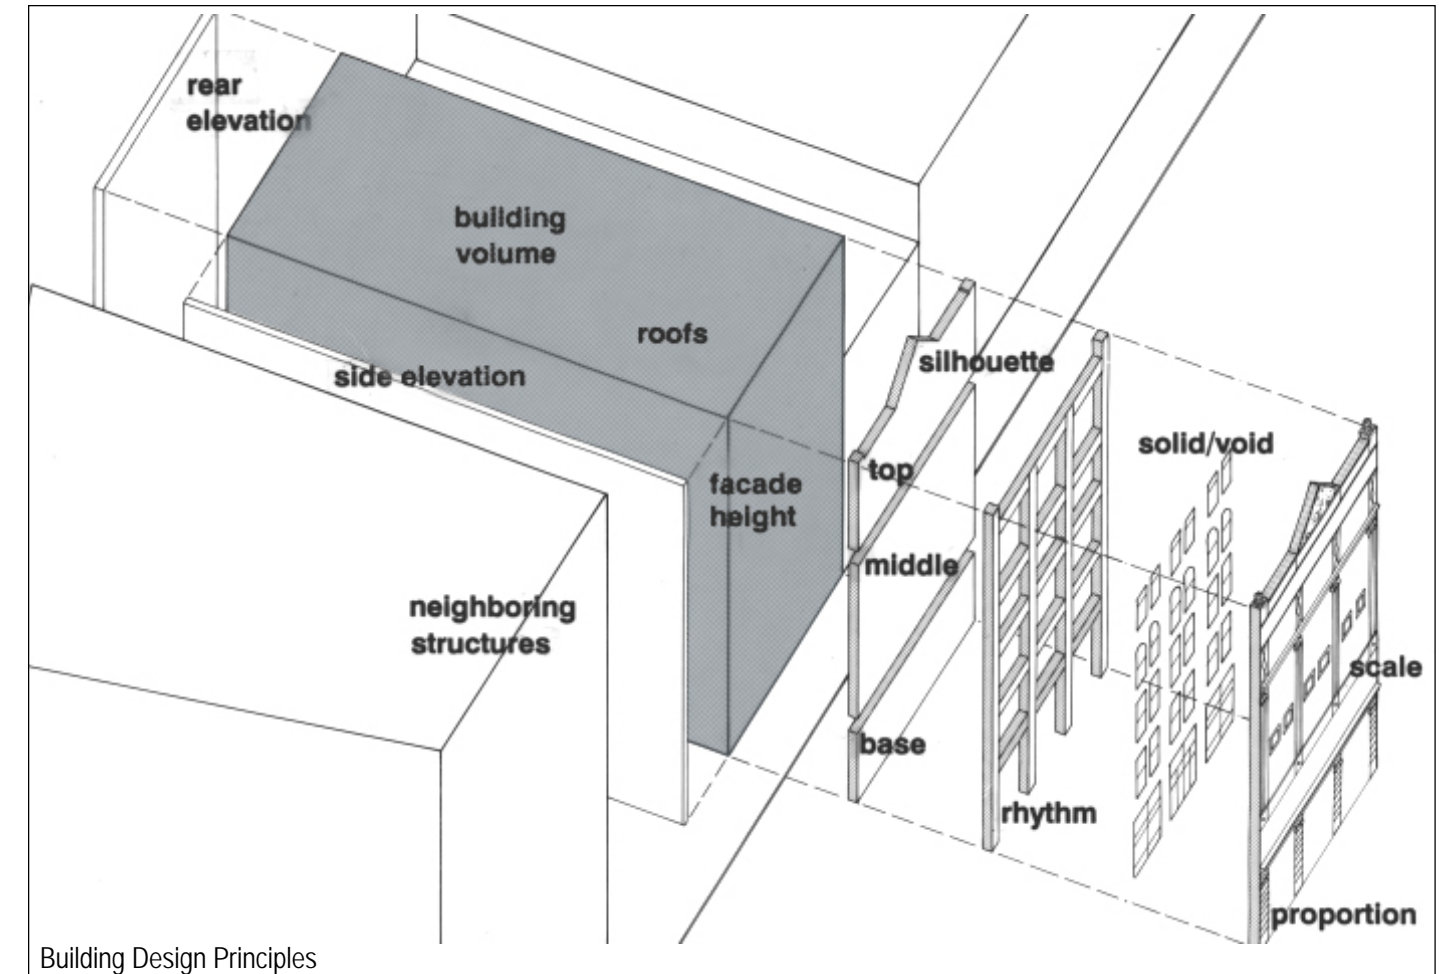 rear
elevation
building
volume
roofs
side elevation
silhouette
solid/void
top
facade
height
middle
neighboring
structures
scale
base
rhythm
proportion
Building Design Principles